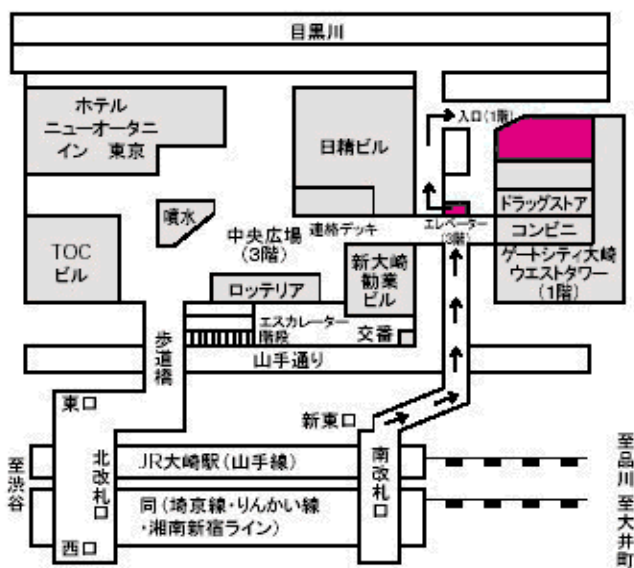 目黒川
ホテル
ニューオータニ
イン 東京
日精ビル
入口(1階)
ドラッグストア
コンビニ
ゲートシティ大崎
ウエストタワー
(1階)
噴水
連絡デッキ
エレベーター
(3階)
中央広場
(3階)
TOC
ビル
新大崎
勧業
ビル
ロッテリア
エスカレーター
階段
交番
歩道橋
山手通り
東口
新東口
北改札口
JR大崎駅(山手線)
南改札口
至渋谷
至品川
至大井町
同(埼京線・りんかい線
・湘南新宿ライン)
西口